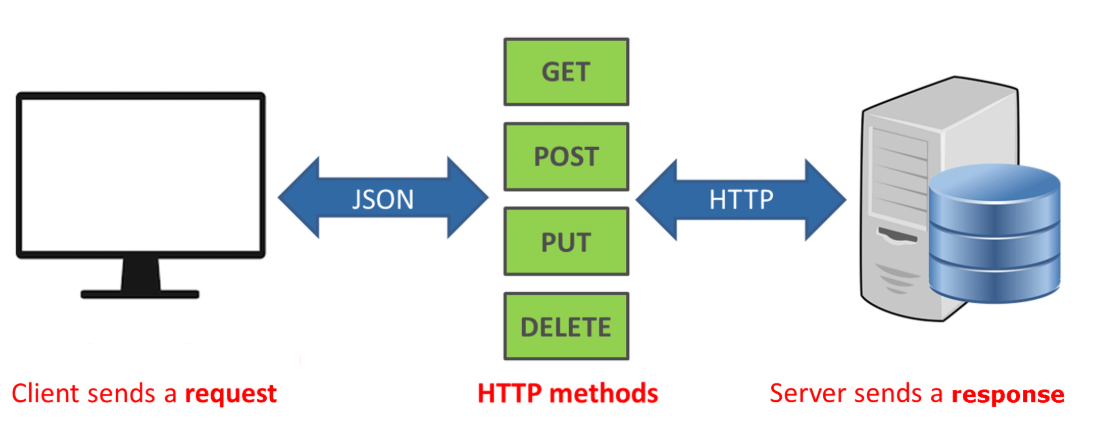 GET
POST
JSON
HTTP
PUT
DELETE
Client sends a request
HTTP methods
Server sends a response